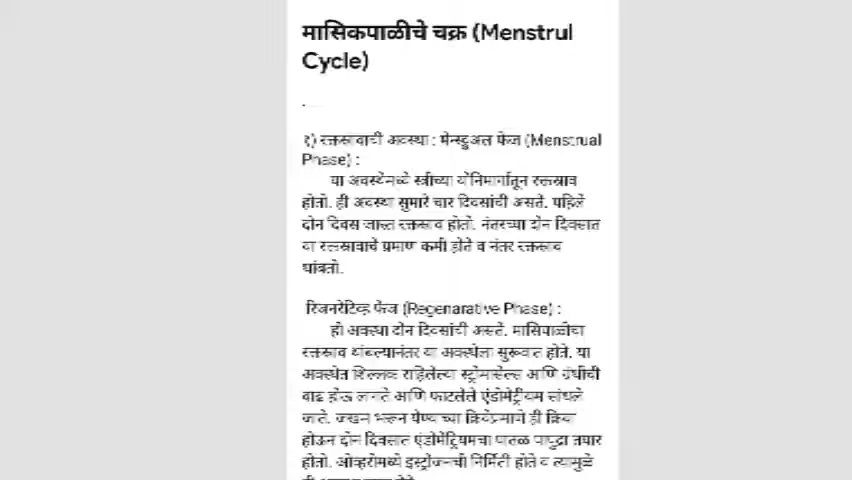 मासिकपाळीचे चक्र (Menstrul
Cycle)
१) रक्तस्रावाची अवस्था : मेन्स्ट्रुअल फेज (Menstrual
Phase) :
या अवस्थेमध्ये स्त्रीच्या योनिमार्गातून रक्तस्राव
होतो. ही अवस्था सुमारे चार दिवसांची असते. पहिले
दोन दिवस जास्त रक्तस्राव होतो. नंतरच्या दोन दिवसात
या रक्तस्रावाचे प्रमाण कमी होते व नंतर रक्तस्राव
थांबतो.
रिजनरेटिव्ह फेज (Regenarative Phase) :
ही अवस्था दोन दिवसांची असते. मासिपाळीचा
रक्तस्राव थांबल्यानंतर या अवस्थेला सुरूवात होते. या
अवस्थेत शिल्लक राहिलेल्या स्ट्रोमासेल्स आणि ग्रंथींची
वाढ होऊ लागते आणि फाटलेले एंडोमेट्रीयम सांधले
जाते. जखम भरून येण्याच्या क्रियेप्रमाणे ही क्रिया
होऊन दोन दिवसात एंडोमेट्रियमचा पातळ पापुद्रा तयार
होतो. ओव्हरीमध्ये इस्ट्रोजनची निर्मिती होते व त्यामुळे